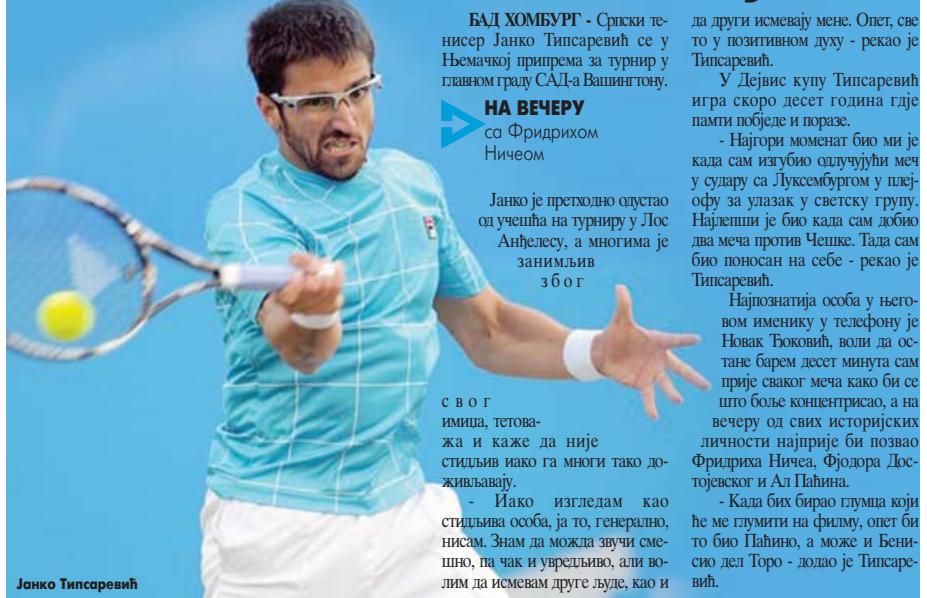 БАД ХОМБУРГ - Српски те-
нисер Јанко Типсаревић се у
Њемачкој припрема за турнир у
главном граду САД-а Вашингтону.
НА ВЕЧЕРУ
са Фридрихом
Ничеом
Јанко је претходно одустао
од учешћа на турниру у Лос
Анђелесу, а многима је
занимљив
због
свог
имиџа, тетова-
жа и каже да није
стидљив иако га многи тако до-
живљавају.
- Иако изгледам као
стидљива особа, ја то, генерално,
нисам. Знам да можда звучи сме-
шно, па чак и увредљиво, али во-
лим да исмевам друге људе, као и
да други исмевају мене. Опет, све
то у позитивном духу - рекао је
Типсаревић.
У Дејвис купу Типсаревић
игра скоро десет година гдје
памти побједе и поразе.
- Најгори моменат био ми је
када сам изгубио одлучујући меч
у судару са Луксембургом у плеј-
офу за улазак у светску групу.
Најлепши је био када сам добио
два меча против Чешке. Тада сам
био поносан на себе - рекао је
Типсаревић.
Најпознатија особа у њего-
вом именику у телефону је
Новак Ђоковић, воли да ос-
тане барем десет минута сам
прије сваког меча како би се
што боље концентрисао, а на
вечеру од свих историјских
личности најприје би позвао
Фридриха Ничеа, Фјодора Дос-
тојевског и Ал Паћина.
- Када бих бирао глумца који
ће ме глумити на филму, опет би
то био Паћино, а може и Бени-
сио дел Торо - додао је Типсаре-
вић.
Јанко Типсаревић